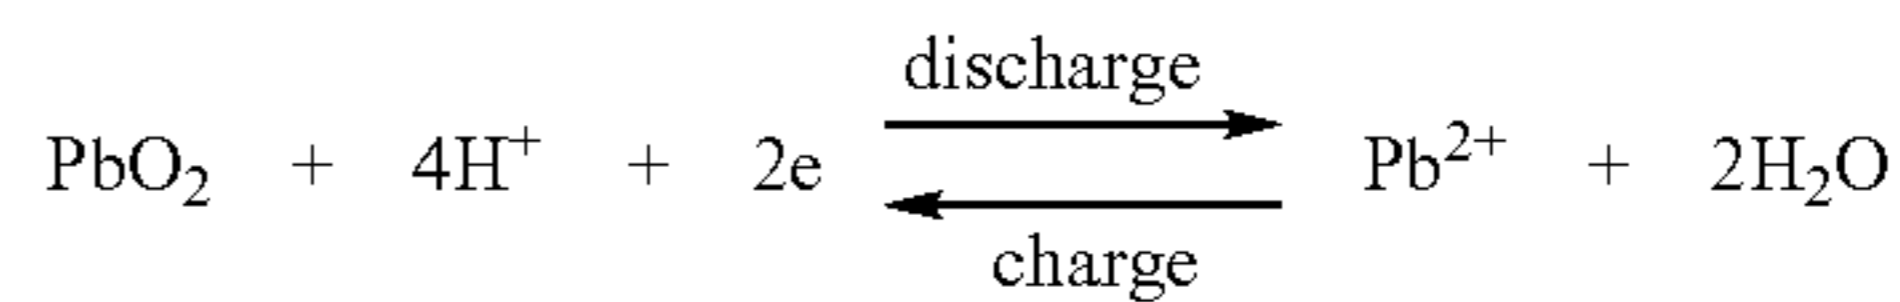 discharge
PbO₂ + 4H⁺ + 2e Pb²⁺ + 2H₂O
charge